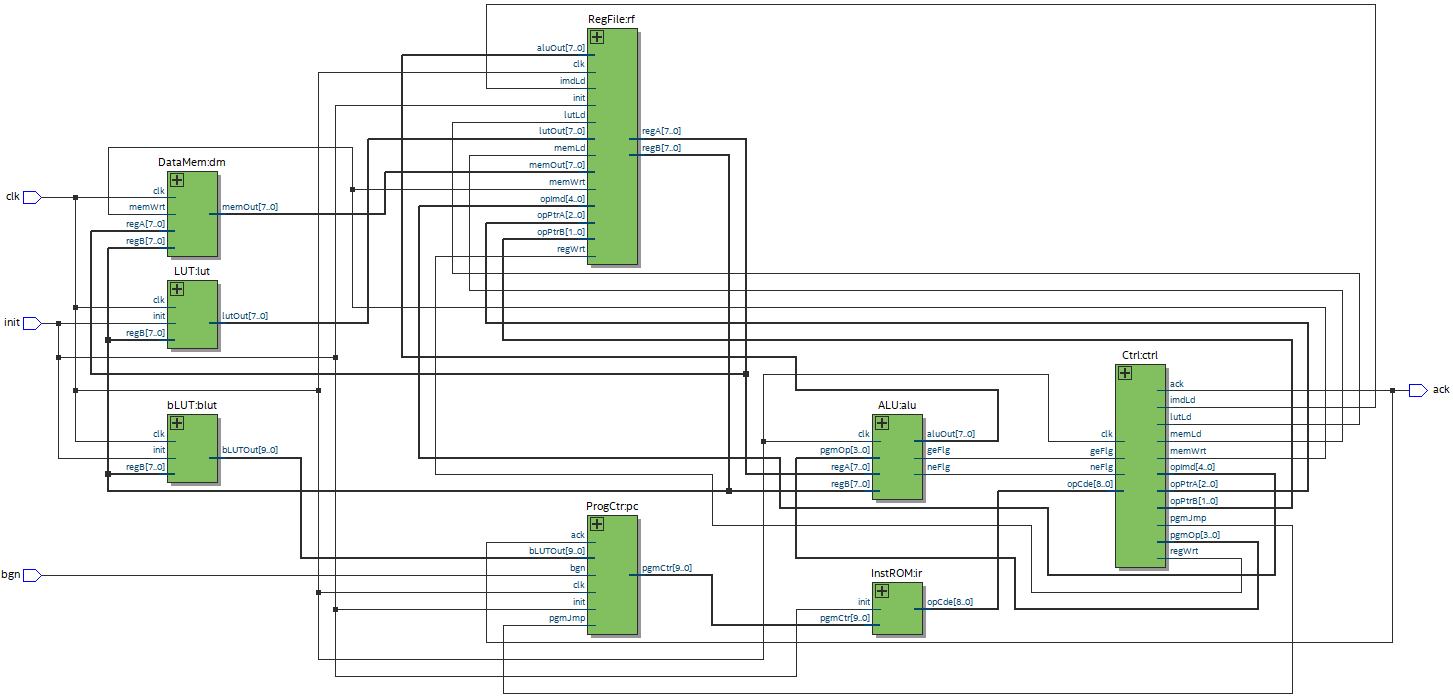 RegFile:rf
aluOut[7..0]
clk
imdLd
init
lutLd
lutOut[7..0]
memLd
memOut[7..0]
memWrt
opImd[4..0]
opPtrA[2..0]
opPtrB[1..0]
regWrt
regA[7..0]
regB[7..0]
DataMem:dm
clk
clk
memWrt
regA[7..0]
regB[7..0]
memOut[7..0]
LUT:lut
clk
init
init
regB[7..0]
lutOut[7..0]
bLUT:blut
clk
init
regB[7..0]
bLUTOut[9..0]
Ctrl:ctrl
clk
geFlg
neFlg
opCde[8..0]
ack
imdLd
lutLd
memLd
memWrt
opImd[4..0]
opPtrA[2..0]
opPtrB[1..0]
pgmJmp
pgmOp[3..0]
regWrt
ack
ALU:alu
clk
pgmOp[3..0]
regA[7..0]
regB[7..0]
aluOut[7..0]
geFlg
neFlg
ProgCtr:pc
ack
bLUTOut[9..0]
bgn
bgn
clk
init
pgmJmp
pgmCtr[9..0]
InstROM:ir
init
pgmCtr[9..0]
opCde[8..0]